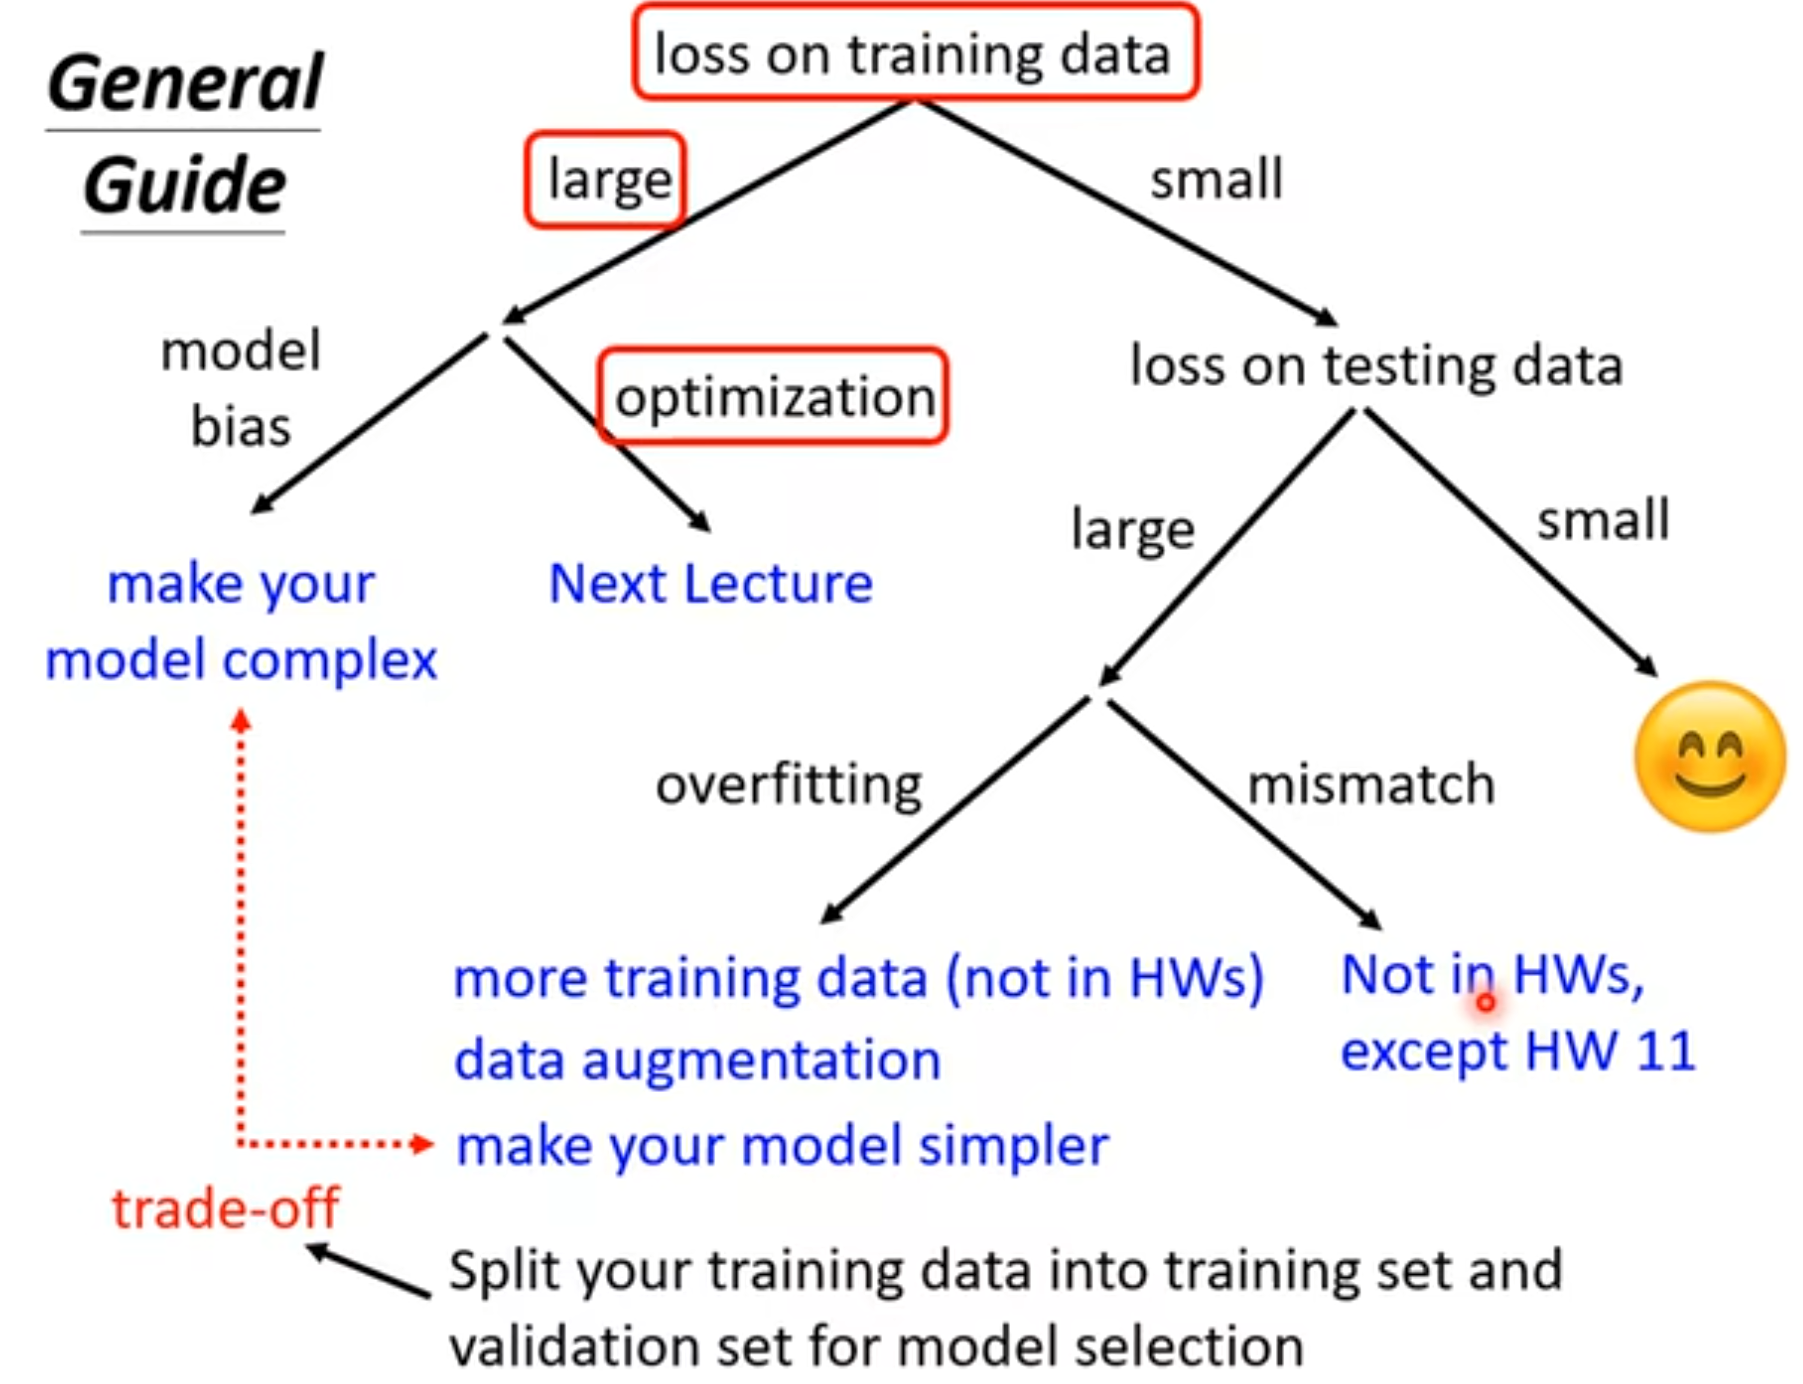 General
Guide
loss on training data
large
small
model
bias
optimization
loss on testing data
make your
model complex
Next Lecture
large
small
overfitting
mismatch
more training data (not in HWs)
data augmentation
make your model simpler
Not in HWs,
except HW 11
trade-off
Split your training data into training set and
validation set for model selection